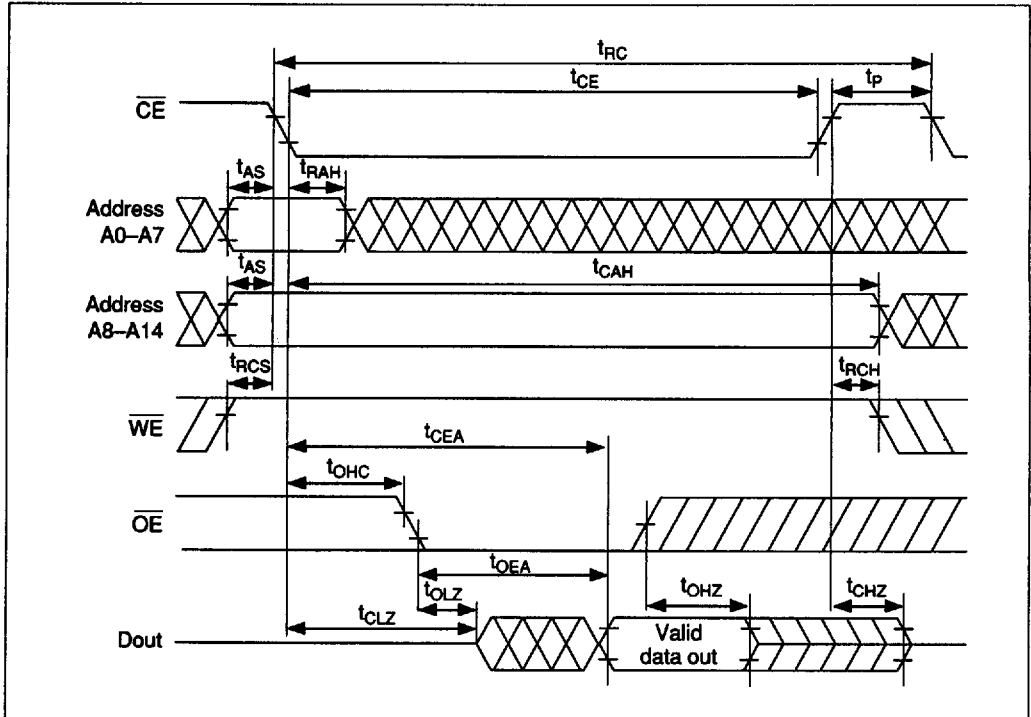 tRC
tCE
tP
CE
tAS
tRAH
Address
A0–A7
tAS
tCAH
Address
A8–A14
tRCS
tRCH
WE
tCEA
tOHC
OE
tOEA
tOLZ
tOHZ
tCHZ
tCLZ
Dout
Valid
data out